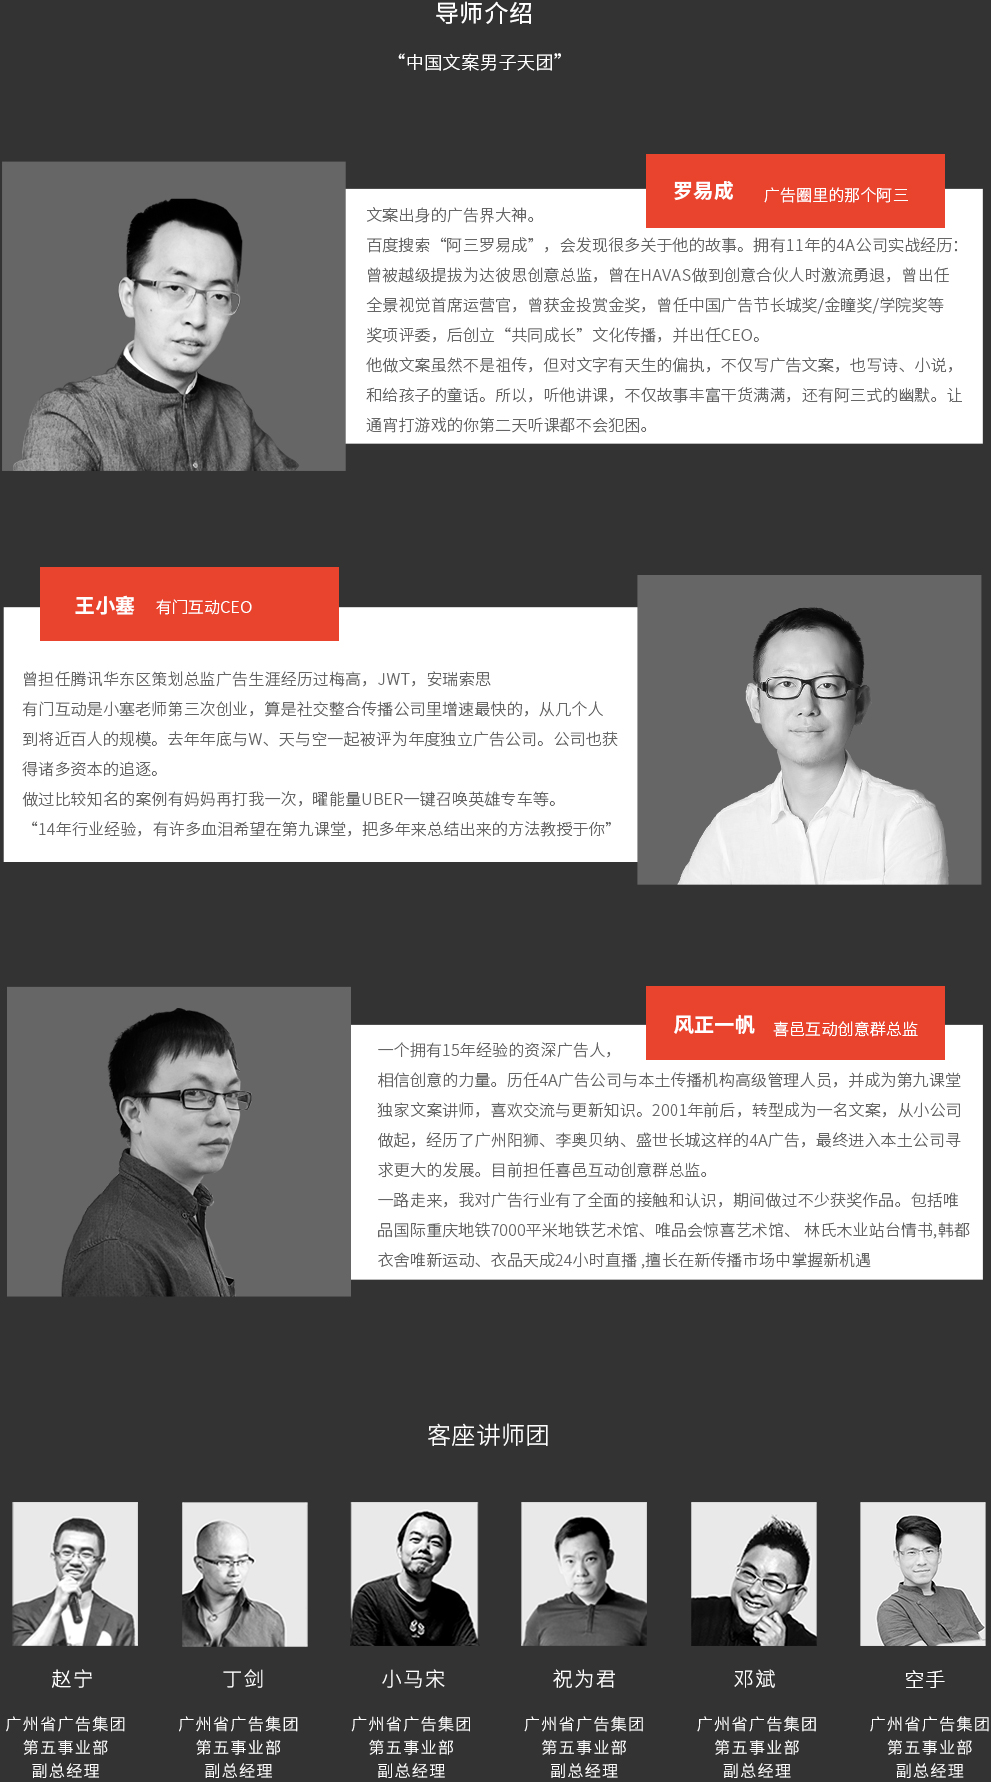 导师介绍
“中国文案男子天团”
罗易成 广告圈里的那个阿三
文案出身的广告界大神。
百度搜索“阿三罗易成”，会发现很多关于他的故事。拥有11年的4A公司实战经历：
曾被越级提拔为达彼思创意总监，曾在HAVAS做到创意合伙人时激流勇退，曾出任
全景视觉首席运营官，曾获金投赏金奖，曾任中国广告节长城奖/金瞳奖/学院奖等
奖项评委，后创立“共同成长”文化传播，并出任CEO。
他做文案虽然不是祖传，但对文字有天生的偏执，不仅写广告文案，也写诗、小说，
和给孩子的童话。所以，听他讲课，不仅故事丰富干货满满，还有阿三式的幽默。让
通宵打游戏的你第二天听课都不会犯困。
王小塞 有门互动CEO
曾担任腾讯华东区策划总监广告生涯经历过梅高，JWT，安瑞索思
有门互动是小塞老师第三次创业，算是社交整合传播公司里增速最快的，从几个人
到将近百人的规模。去年年底与W、天与空一起被评为年度独立广告公司。公司也获
得诸多资本的追逐。
做过比较知名的案例有妈妈再打我一次，曜能量UBER一键召唤英雄专车等。
“14年行业经验，有许多血泪希望在第九课堂，把多年来总结出来的方法教授于你”
风正一帆 喜邑互动创意群总监
一个拥有15年经验的资深广告人，
相信创意的力量。历任4A广告公司与本土传播机构高级管理人员，并成为第九课堂
独家文案讲师，喜欢交流与更新知识。2001年前后，转型成为一名文案，从小公司
做起，经历了广州阳狮、李奥贝纳、盛世长城这样的4A广告，最终进入本土公司寻
求更大的发展。目前担任喜邑互动创意群总监。
一路走来，我对广告行业有了全面的接触和认识，期间做过不少获奖作品。包括唯
品国际重庆地铁7000平米地铁艺术馆、唯品会惊喜艺术馆、 林氏木业站台情书,韩都
衣舍唯新运动、衣品天成24小时直播 ,擅长在新传播市场中掌握新机遇
客座讲师团
赵宁 丁剑 小马宋 祝为君 邓斌 空手
广州省广告集团 广州省广告集团 广州省广告集团 广州省广告集团 广州省广告集团 广州省广告集团
第五事业部 第五事业部 第五事业部 第五事业部 第五事业部 第五事业部
副总经理 副总经理 副总经理 副总经理 副总经理 副总经理